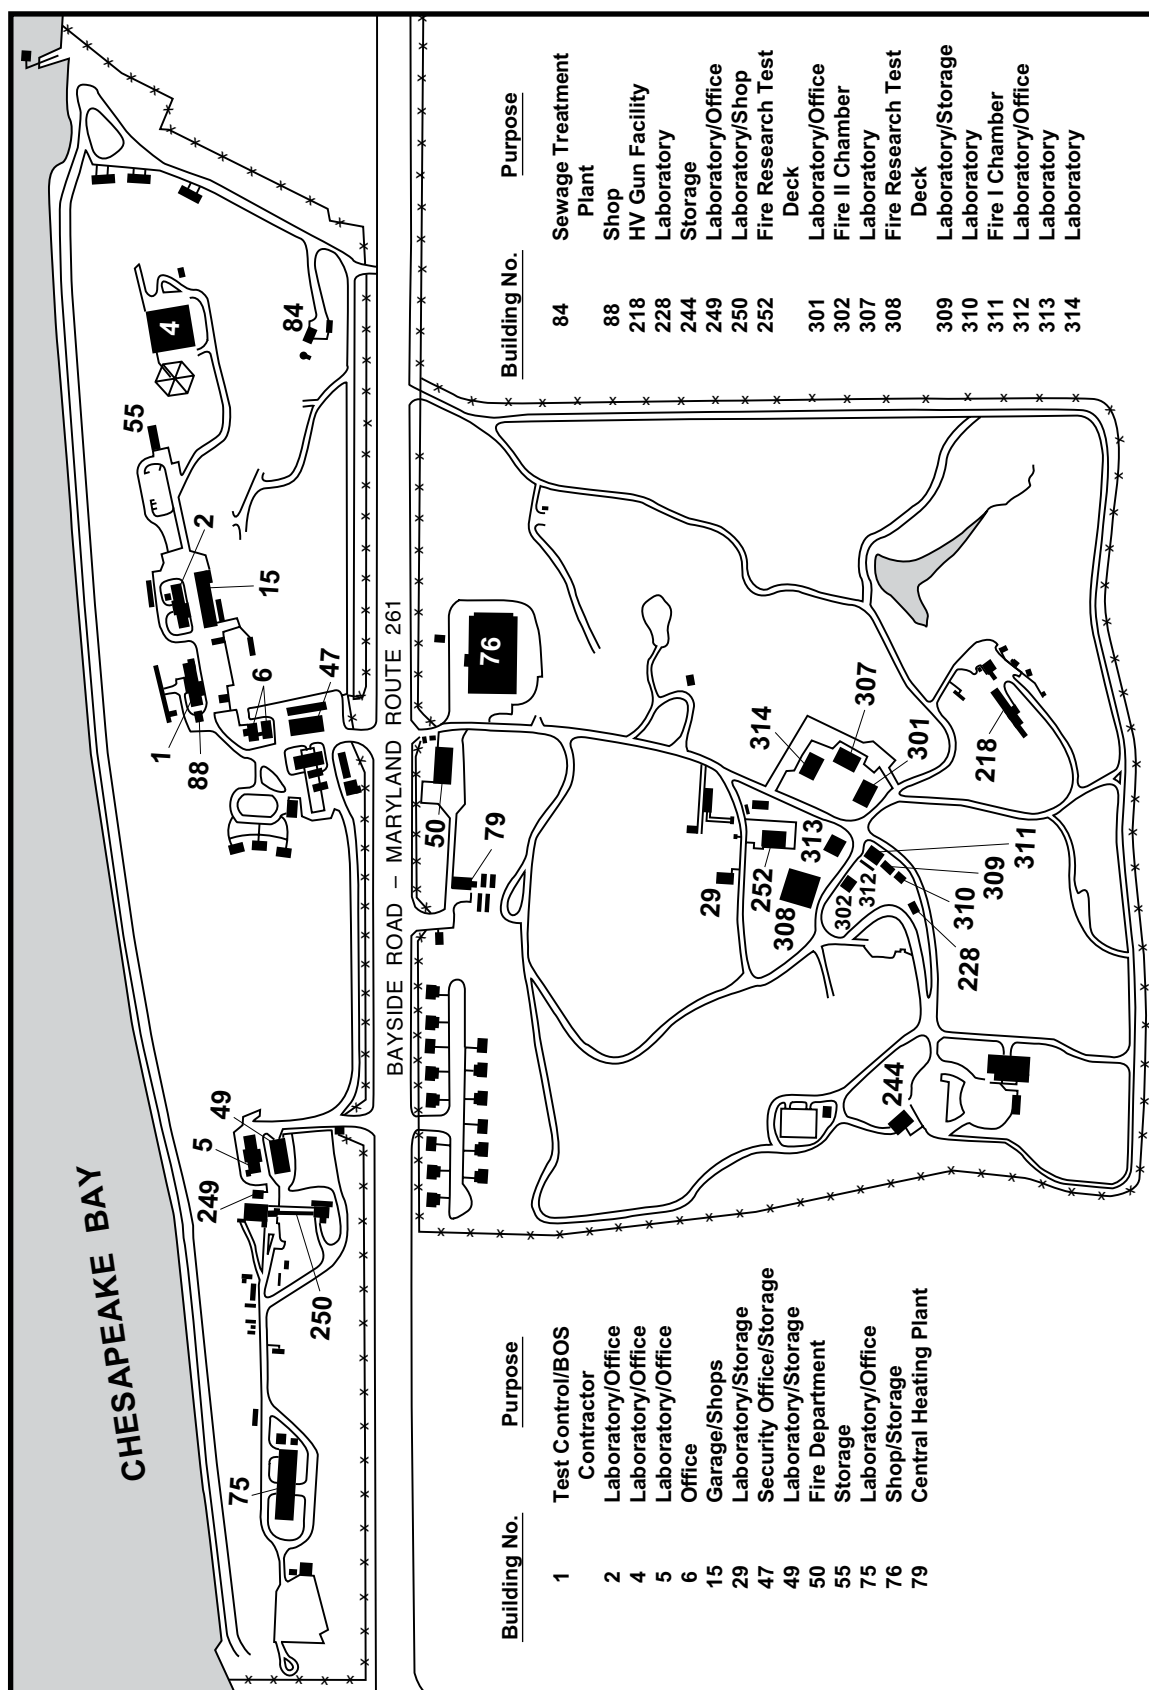 CHESAPEAKE BAY
BAYSIDE ROAD – MARYLAND ROUTE 261
75
250
249
5
49
88
1
6
47
15
2
55
4
84
50
79
76
29
252
308
313
314
307
301
302
312
311
309
310
228
218
244
Building No. Purpose
1 Test Control/BOS
Contractor
2 Laboratory/Office
4 Laboratory/Office
5 Laboratory/Office
6 Office
15 Garage/Shops
29 Laboratory/Storage
47 Security Office/Storage
49 Laboratory/Storage
50 Fire Department
55 Storage
75 Laboratory/Office
76 Shop/Storage
79 Central Heating Plant
Building No. Purpose
84 Sewage Treatment
Plant
88 Shop
218 HV Gun Facility
228 Laboratory
244 Storage
249 Laboratory/Office
250 Laboratory/Shop
252 Fire Research Test
Deck
301 Laboratory/Office
302 Fire II Chamber
307 Laboratory
308 Fire Research Test
Deck
309 Laboratory/Storage
310 Laboratory
311 Fire I Chamber
312 Laboratory/Office
313 Laboratory
314 Laboratory